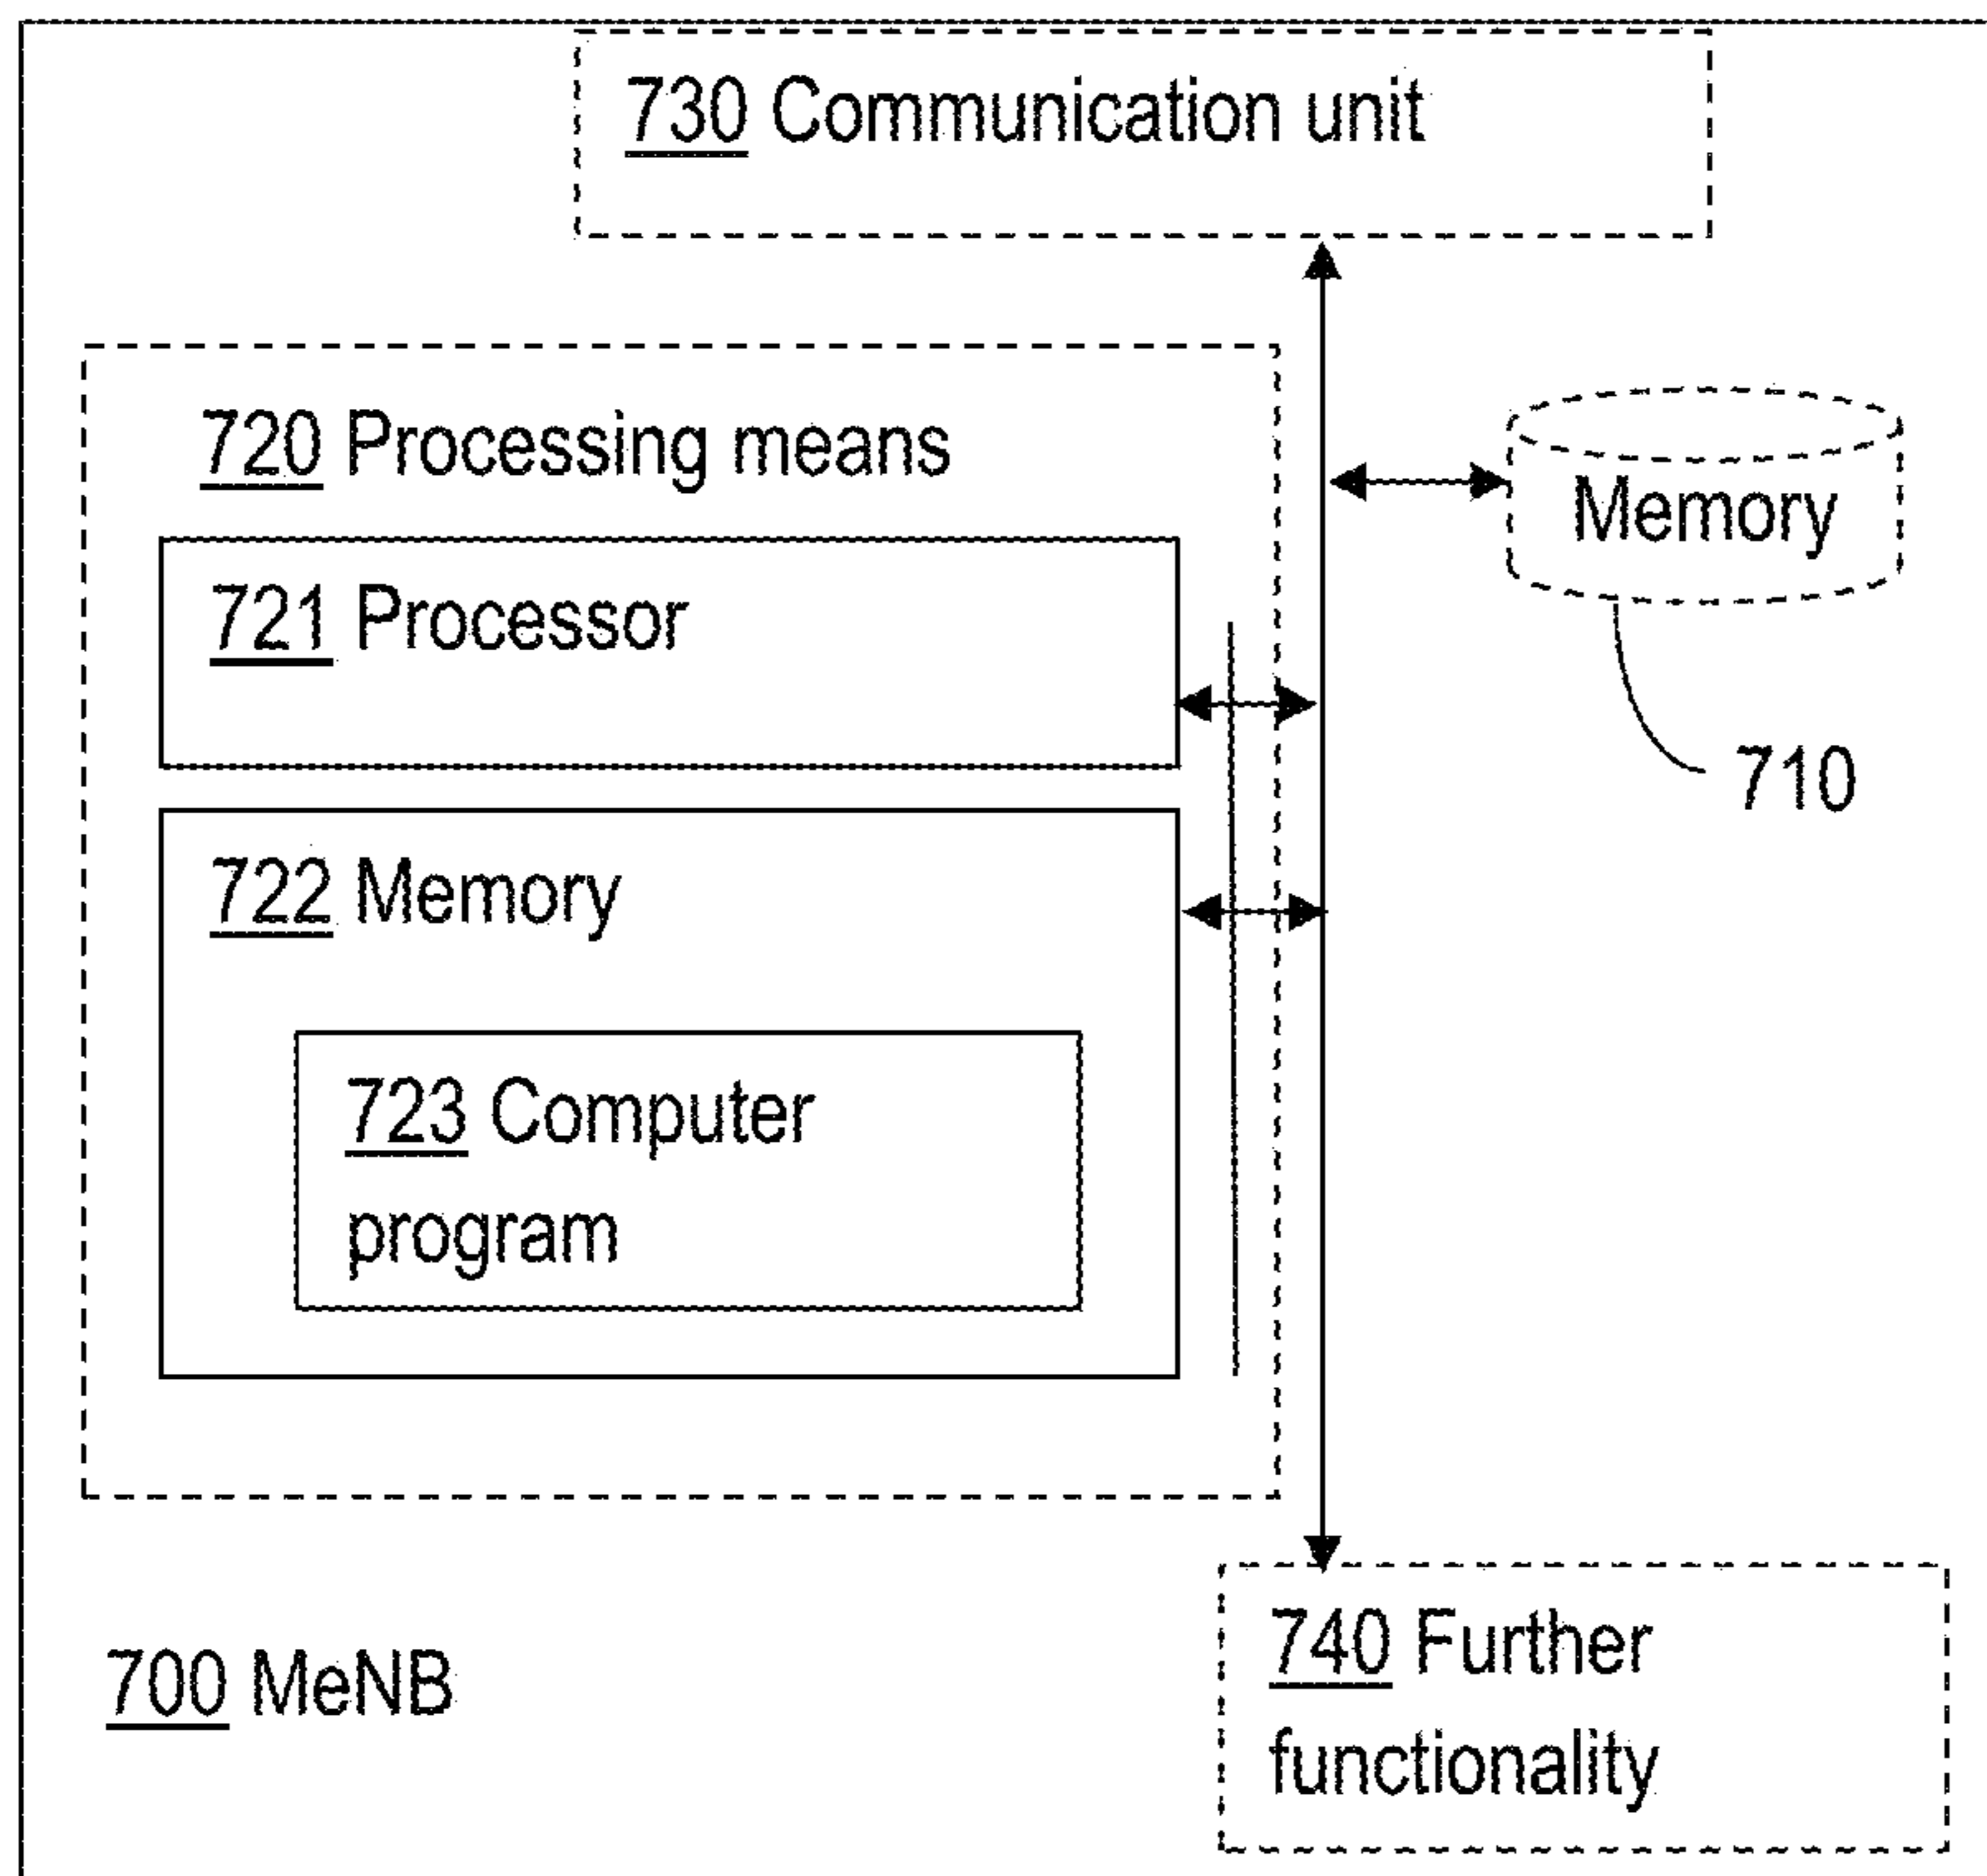 730 Communication unit
720 Processing means
Memory
721 Processor
710
722 Memory
723 Computer
program
740 Further
700 MeNB
functionality